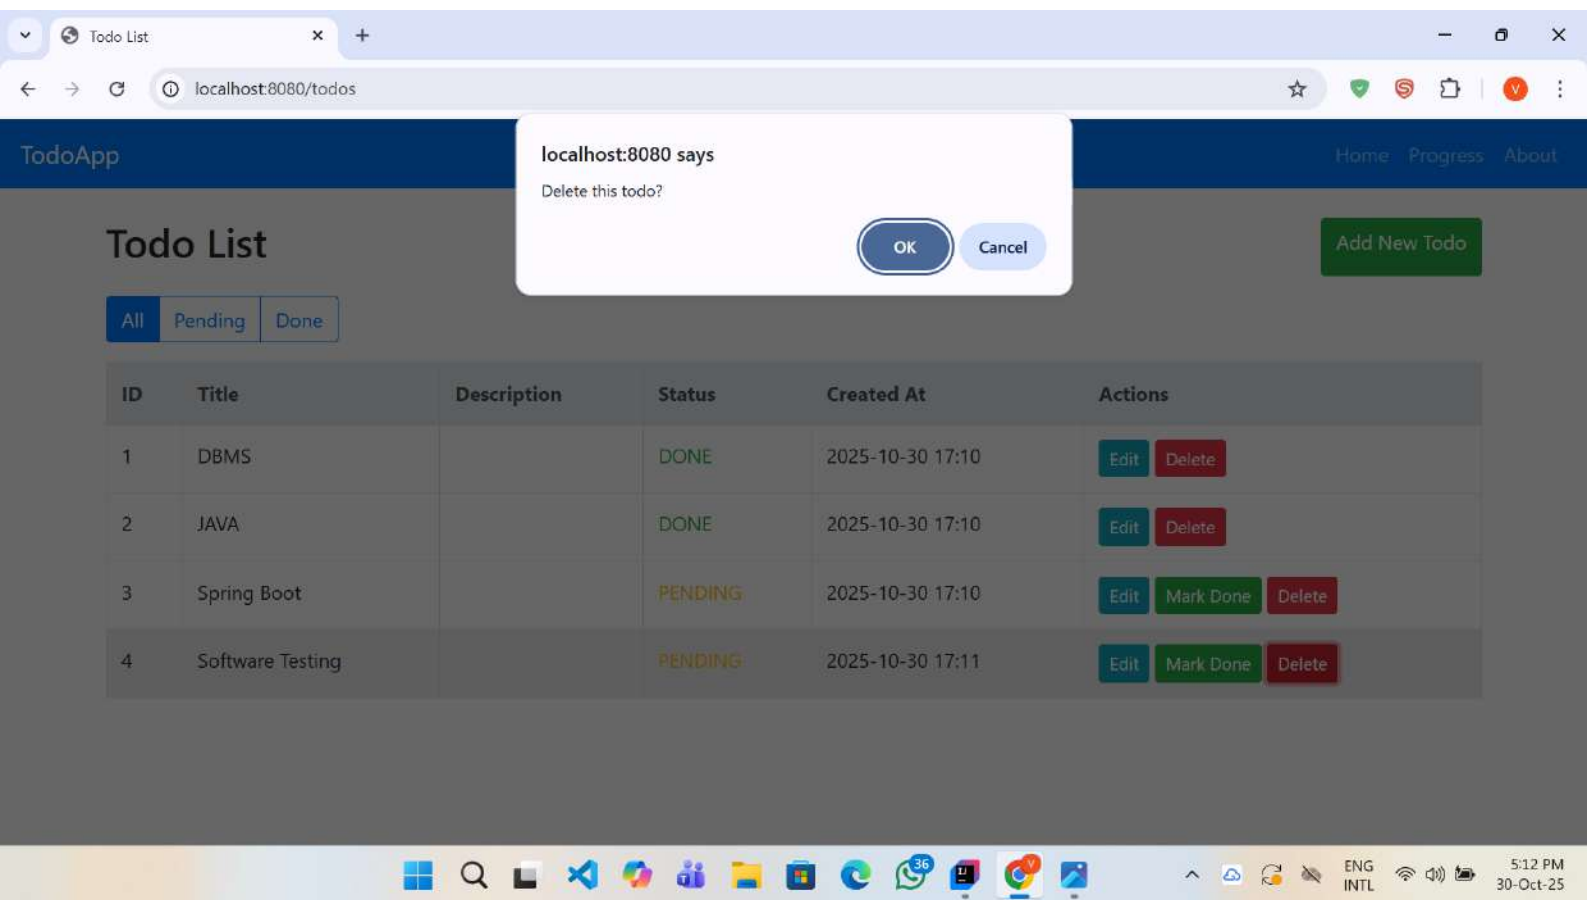 Todo List
localhost:8080/todos
V
TodoApp
Home Progress About
localhost:8080 says
Delete this todo?
OK Cancel
Todo List
Add New Todo
All Pending Done
ID Title Description Status Created At Actions
1 DBMS DONE 2025-10-30 17:10 Edit Delete
2 JAVA DONE 2025-10-30 17:10 Edit Delete
3 Spring Boot PENDING 2025-10-30 17:10 Edit Mark Done Delete
4 Software Testing PENDING 2025-10-30 17:11 Edit Mark Done Delete
36
ENG 5:12 PM
INTL 30-Oct-25